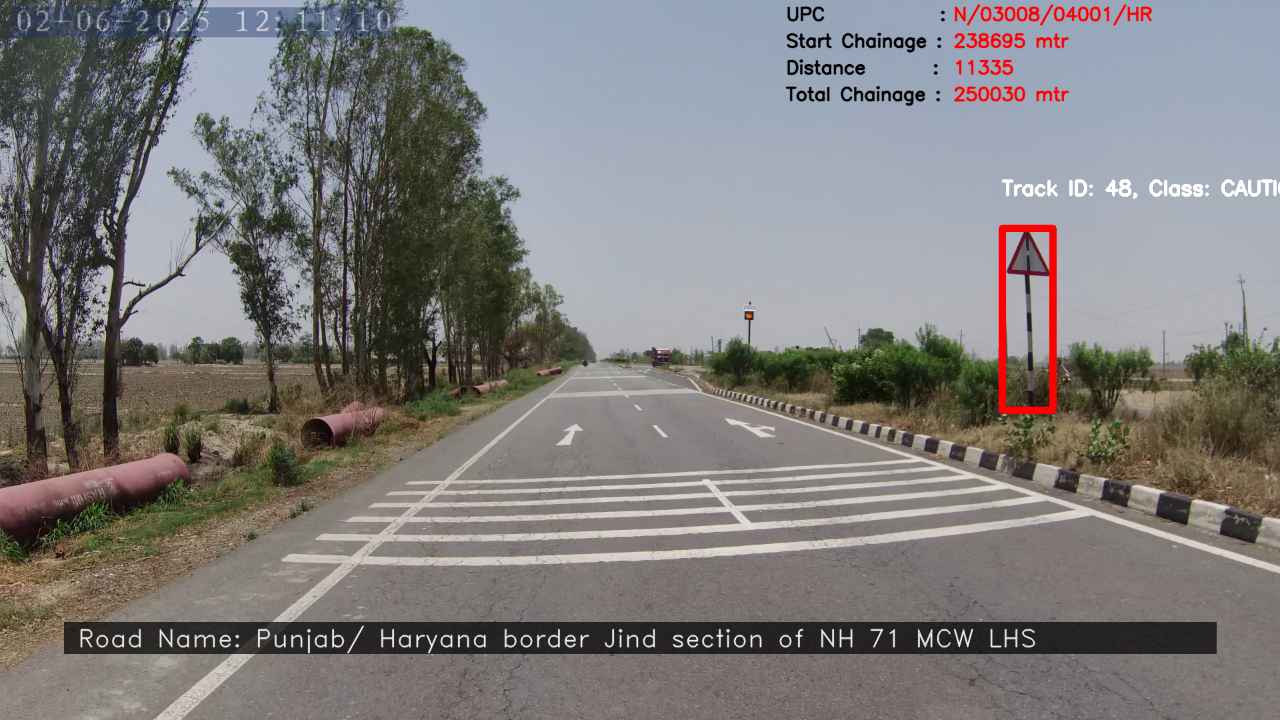 02-06-2025 12:11:10
UPC : N/03008/04001/HR
Start Chainage : 238695 mtr
Distance : 11335
Total Chainage : 250030 mtr
Track ID: 48, Class: CAUTIO
Road Name: Punjab/ Haryana border Jind section of NH 71 MCW LHS